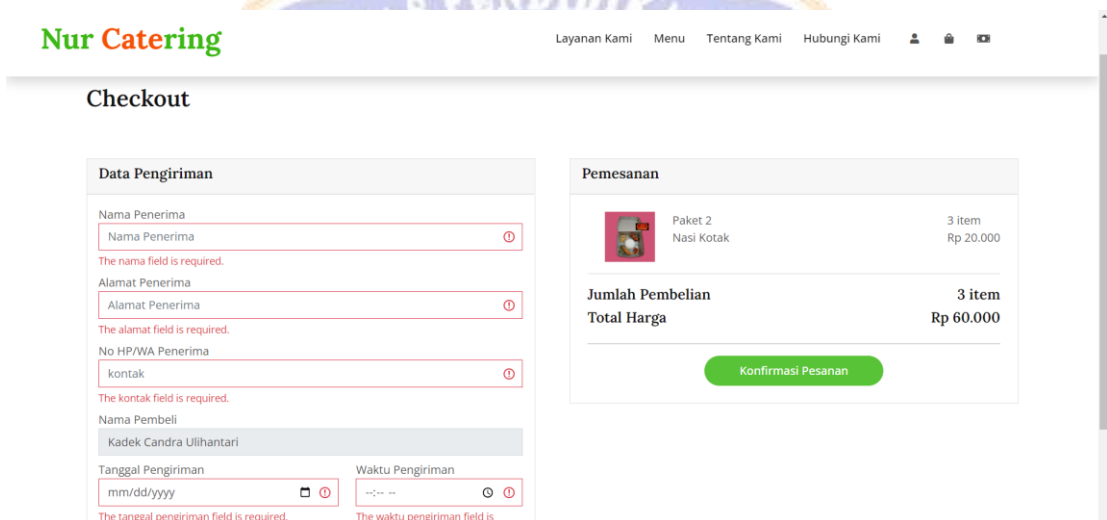 Nur Catering
Layanan Kami Menu Tentang Kami Hubungi Kami
Checkout
Data Pengiriman
Nama Penerima
Nama Penerima
The nama field is required.
Alamat Penerima
Alamat Penerima
The alamat field is required.
No HP/WA Penerima
kontak
The kontak field is required.
Nama Pembeli
Kadek Candra Ulihantari
Tanggal Pengiriman Waktu Pengiriman
mm/dd/yyyy --:-- --
The tanggal pengiriman field is required. The waktu pengiriman field is
Pemesanan
Paket 2 3 item
Nasi Kotak Rp 20.000
Jumlah Pembelian 3 item
Total Harga Rp 60.000
Konfirmasi Pesanan